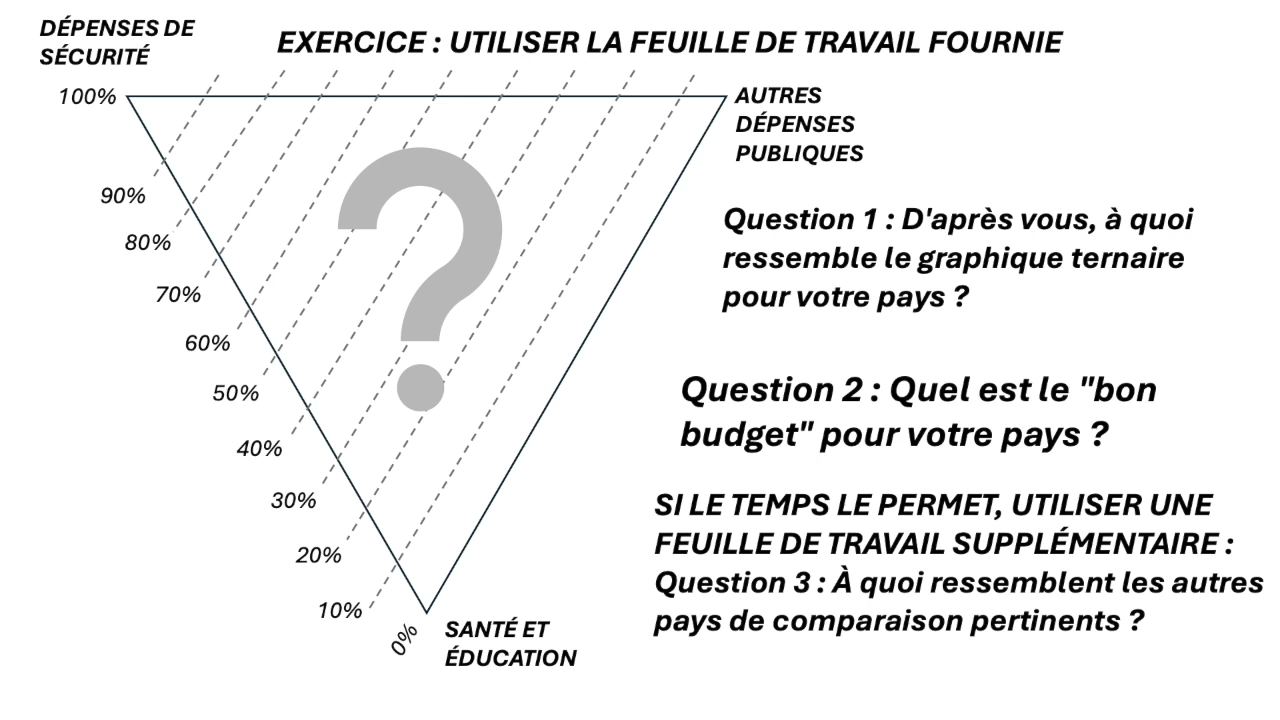 DÉPENSES DE
SÉCURITÉ
EXERCICE : UTILISER LA FEUILLE DE TRAVAIL FOURNIE
100%
AUTRES
DÉPENSES
PUBLIQUES
90%
80%
70%
60%
50%
40%
30%
20%
10%
0%
SANTÉ ET
ÉDUCATION
?
Question 1 : D'après vous, à quoi
ressemble le graphique ternaire
pour votre pays ?
Question 2 : Quel est le "bon
budget" pour votre pays ?
SI LE TEMPS LE PERMET, UTILISER UNE
FEUILLE DE TRAVAIL SUPPLÉMENTAIRE :
Question 3 : À quoi ressemblent les autres
pays de comparaison pertinents ?